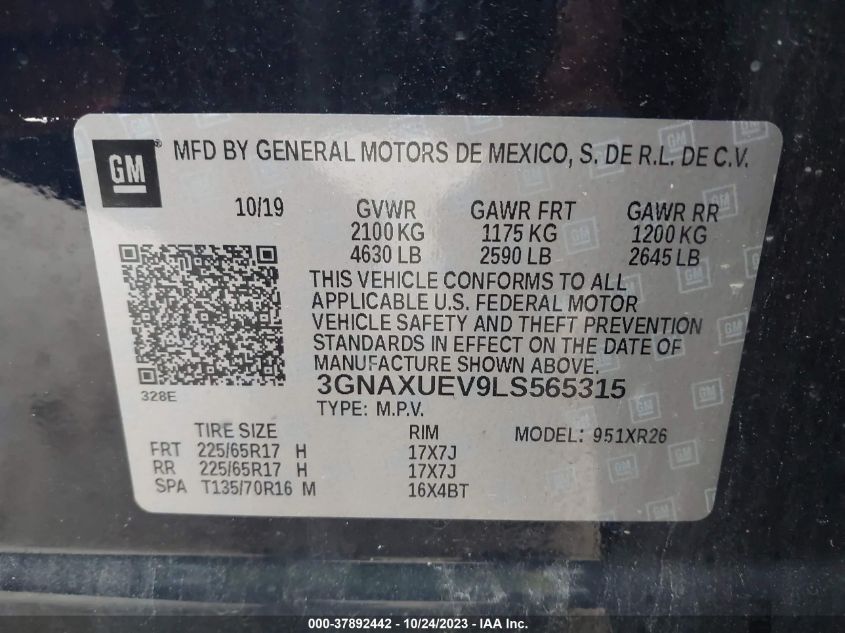 GM
® MFD BY GENERAL MOTORS DE MEXICO, S. DE R.L. DE C.V.
10/19 GVWR GAWR FRT GAWR RR
2100 KG 1175 KG 1200 KG
4630 LB 2590 LB 2645 LB
THIS VEHICLE CONFORMS TO ALL
APPLICABLE U.S. FEDERAL MOTOR
VEHICLE SAFETY AND THEFT PREVENTION
STANDARDS IN EFFECT ON THE DATE OF
MANUFACTURE SHOWN ABOVE.
328E
3GNAXUEV9LS565315
TYPE: M.P.V.
TIRE SIZE RIM MODEL: 951XR26
FRT 225/65R17 H 17X7J
RR 225/65R17 H 17X7J
SPA T135/70R16 M 16X4BT
000-37892442 - 10/24/2023 - IAA Inc.